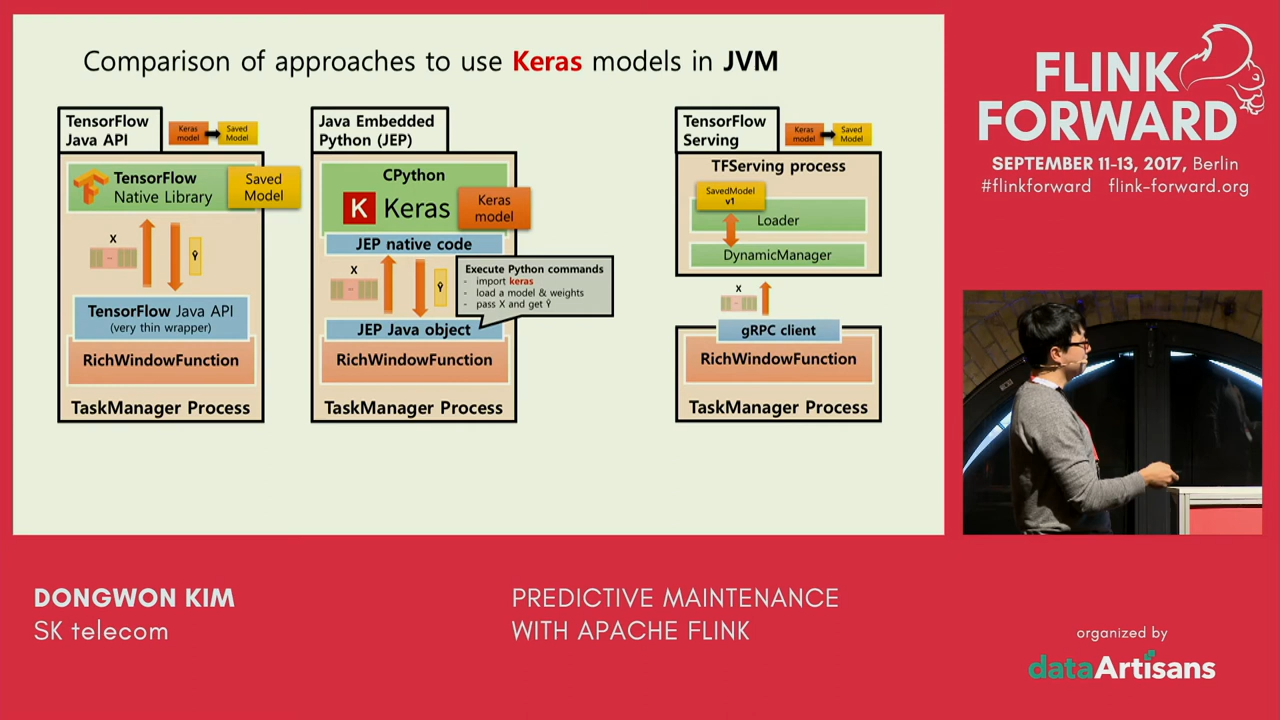 Comparison of approaches to use Keras models in JVM
TensorFlow
Java API
Keras
model
Saved
Model
TensorFlow
Native Library
Saved
Model
X
Ŷ
TensorFlow Java API
(very thin wrapper)
RichWindowFunction
TaskManager Process
Java Embedded
Python (JEP)
CPython
K Keras
Keras
model
JEP native code
X
Ŷ
Execute Python commands
- import keras
- load a model & weights
- pass X and get Ŷ
JEP Java object
RichWindowFunction
TaskManager Process
TensorFlow
Serving
Keras
model
Saved
Model
TFServing process
SavedModel
v1
Loader
DynamicManager
X
gRPC client
RichWindowFunction
TaskManager Process
FLINK
FORWARD
SEPTEMBER 11-13, 2017, Berlin
#flinkforward flink-forward.org
DONGWON KIM
SK telecom
PREDICTIVE MAINTENANCE
WITH APACHE FLINK
organized by
dataArtisans